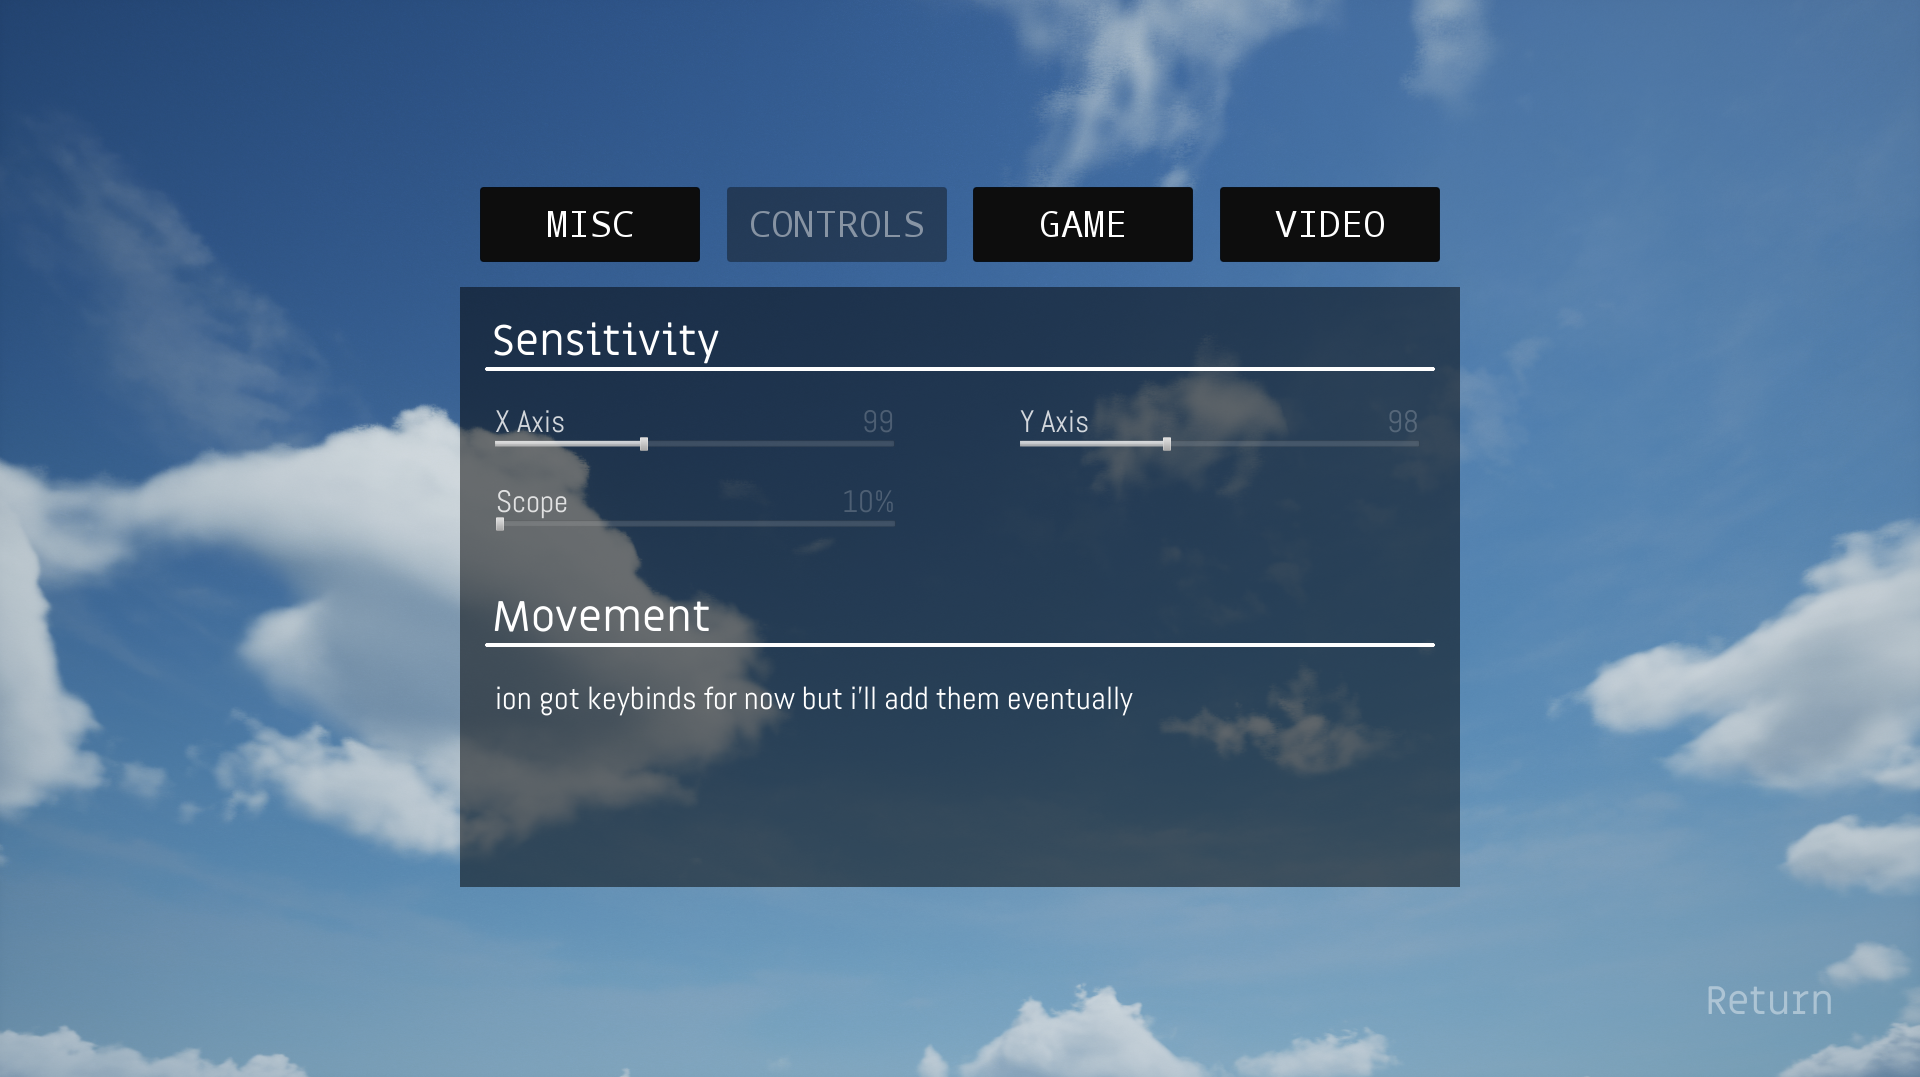 MISC CONTROLS GAME VIDEO
Sensitivity
X Axis 99 Y Axis 98
Scope 10%
Movement
ion got keybinds for now but i'll add them eventually
Return